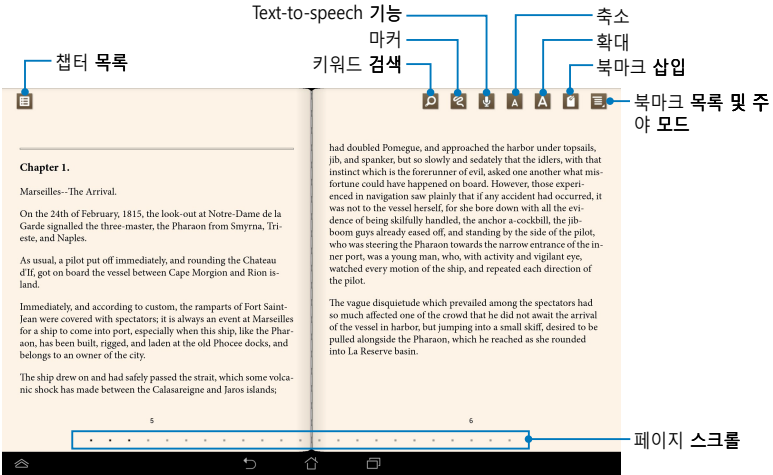 Text-to-speech 기능
마커
키워드 검색
축소
확대
북마크 삽입
챕터 목록
북마크 목록 및 주
야 모드
A
A
Chapter 1.
Marseilles--The Arrival.
On the 24th of February, 1815, the look-out at Notre-Dame de la
Garde signalled the three-master, the Pharaon from Smyrna, Tri-
este, and Naples.
As usual, a pilot put off immediately, and rounding the Chateau
d'If, got on board the vessel between Cape Morgion and Rion is-
land.
Immediately, and according to custom, the ramparts of Fort Saint-
Jean were covered with spectators; it is always an event at Marseilles
for a ship to come into port, especially when this ship, like the Phar-
aon, has been built, rigged, and laden at the old Phocee docks, and
belongs to an owner of the city.
The ship drew on and had safely passed the strait, which some volca-
nic shock has made between the Calasareigne and Jaros islands;
5
had doubled Pomegue, and approached the harbor under topsails,
jib, and spanker, but so slowly and sedately that the idlers, with that
instinct which is the forerunner of evil, asked one another what mis-
fortune could have happened on board. However, those experi-
enced in navigation saw plainly that if any accident had occurred, it
was not to the vessel herself, for she bore down with all the evi-
dence of being skilfully handled, the anchor a-cockbill, the jib-
boom guys already eased off, and standing by the side of the pilot,
who was steering the Pharaon towards the narrow entrance of the in-
ner port, was a young man, who, with activity and vigilant eye,
watched every motion of the ship, and repeated each direction of
the pilot.
The vague disquietude which prevailed among the spectators had
so much affected one of the crowd that he did not await the arrival
of the vessel in harbor, but jumping into a small skiff, desired to be
pulled alongside the Pharaon, which he reached as she rounded
into La Reserve basin.
6
페이지 스크롤